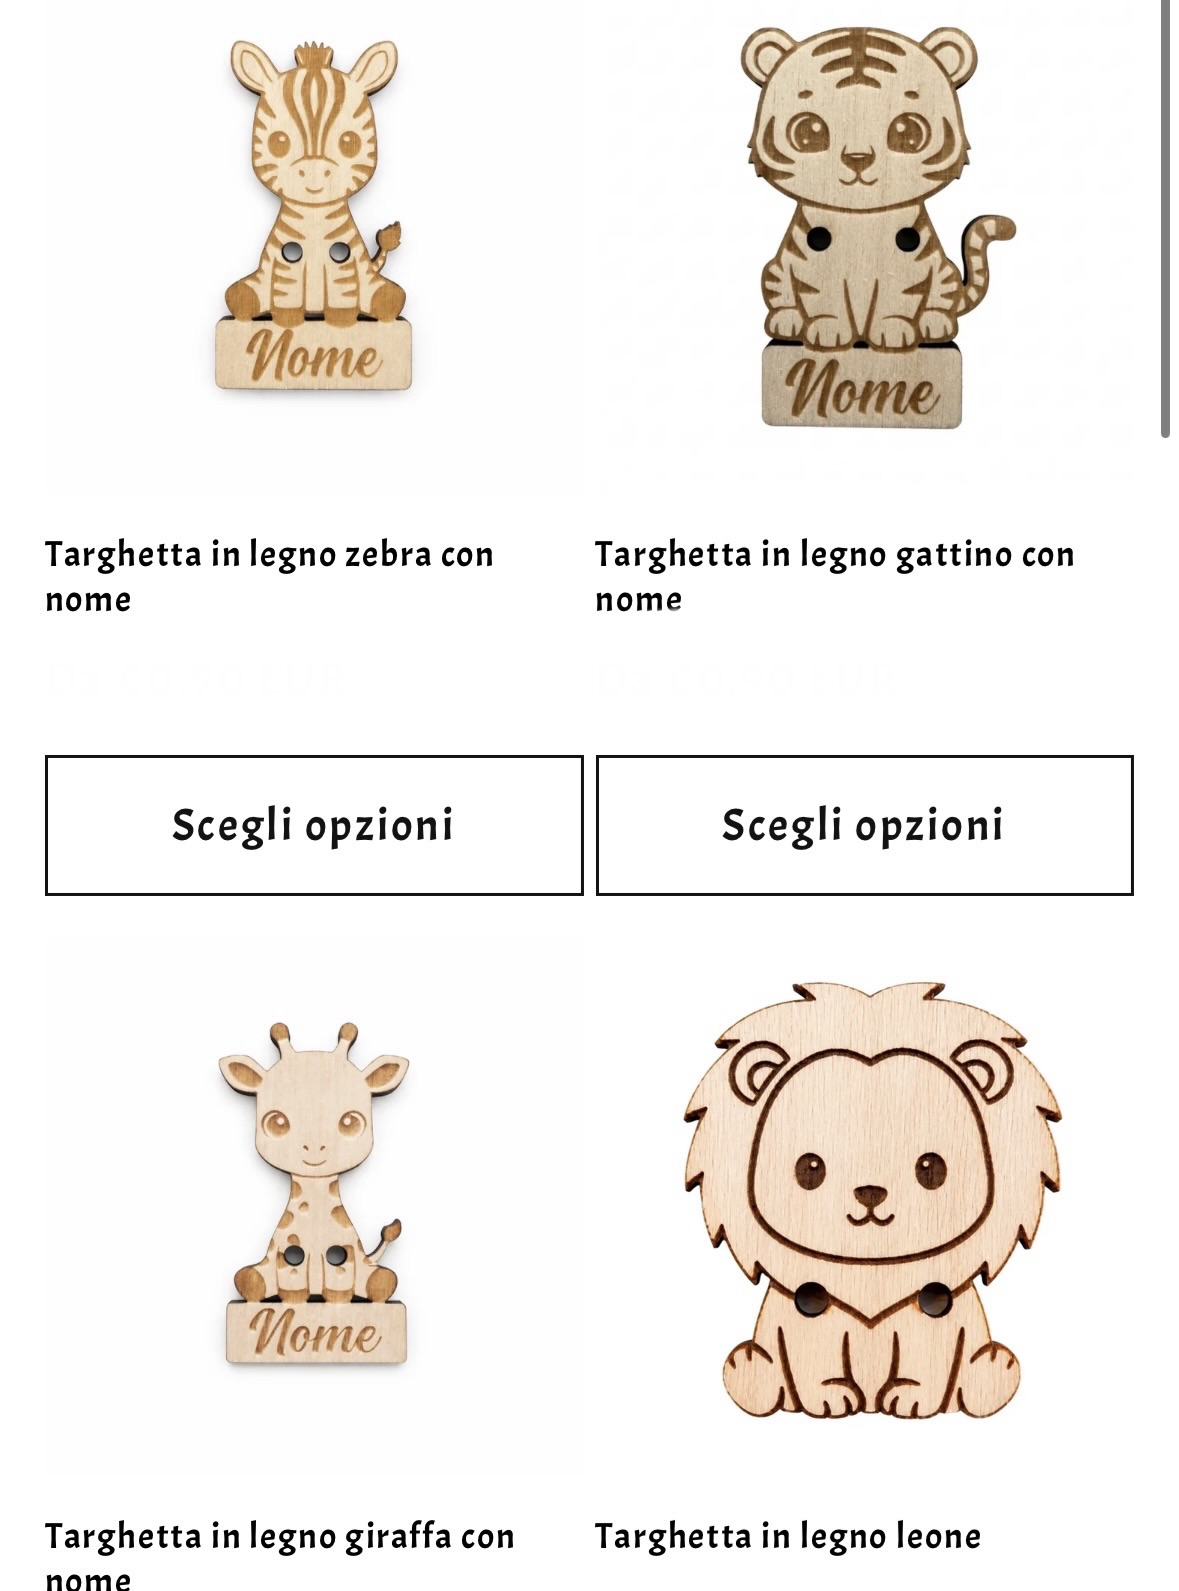 Nome
Nome
Targhetta in legno zebra con
nome
Targhetta in legno gattino con
nome
Scegli opzioni
Scegli opzioni
Nome
Targhetta in legno giraffa con
nome
Targhetta in legno leone